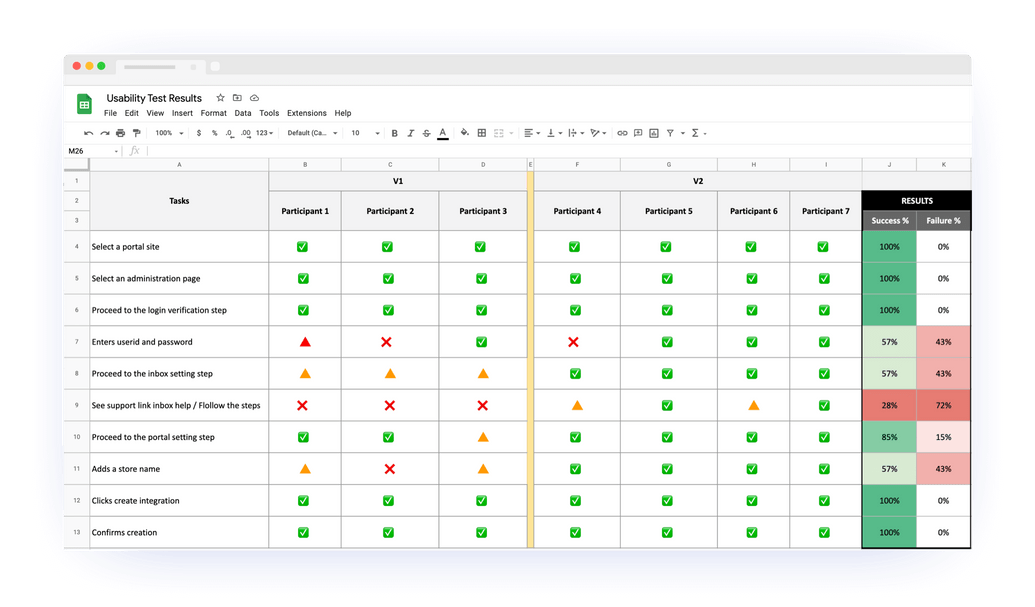 Usability Test Results
File Edit View Insert Format Data Tools Extensions Help
100% $ % .0 .00 123 Default (Ca... 10 B I S A
M26 fx
A B C D E F G H I J K
1 V1 V2
2 Tasks Participant 1 Participant 2 Participant 3 Participant 4 Participant 5 Participant 6 Participant 7 RESULTS
3 Success % Failure %
4 Select a portal site 100% 0%
5 Select an administration page 100% 0%
6 Proceed to the login verification step 100% 0%
7 Enters userid and password 57% 43%
8 Proceed to the inbox setting step 57% 43%
9 See support link inbox help / Flollow the steps 28% 72%
10 Proceed to the portal setting step 85% 15%
11 Adds a store name 57% 43%
12 Clicks create integration 100% 0%
13 Confirms creation 100% 0%